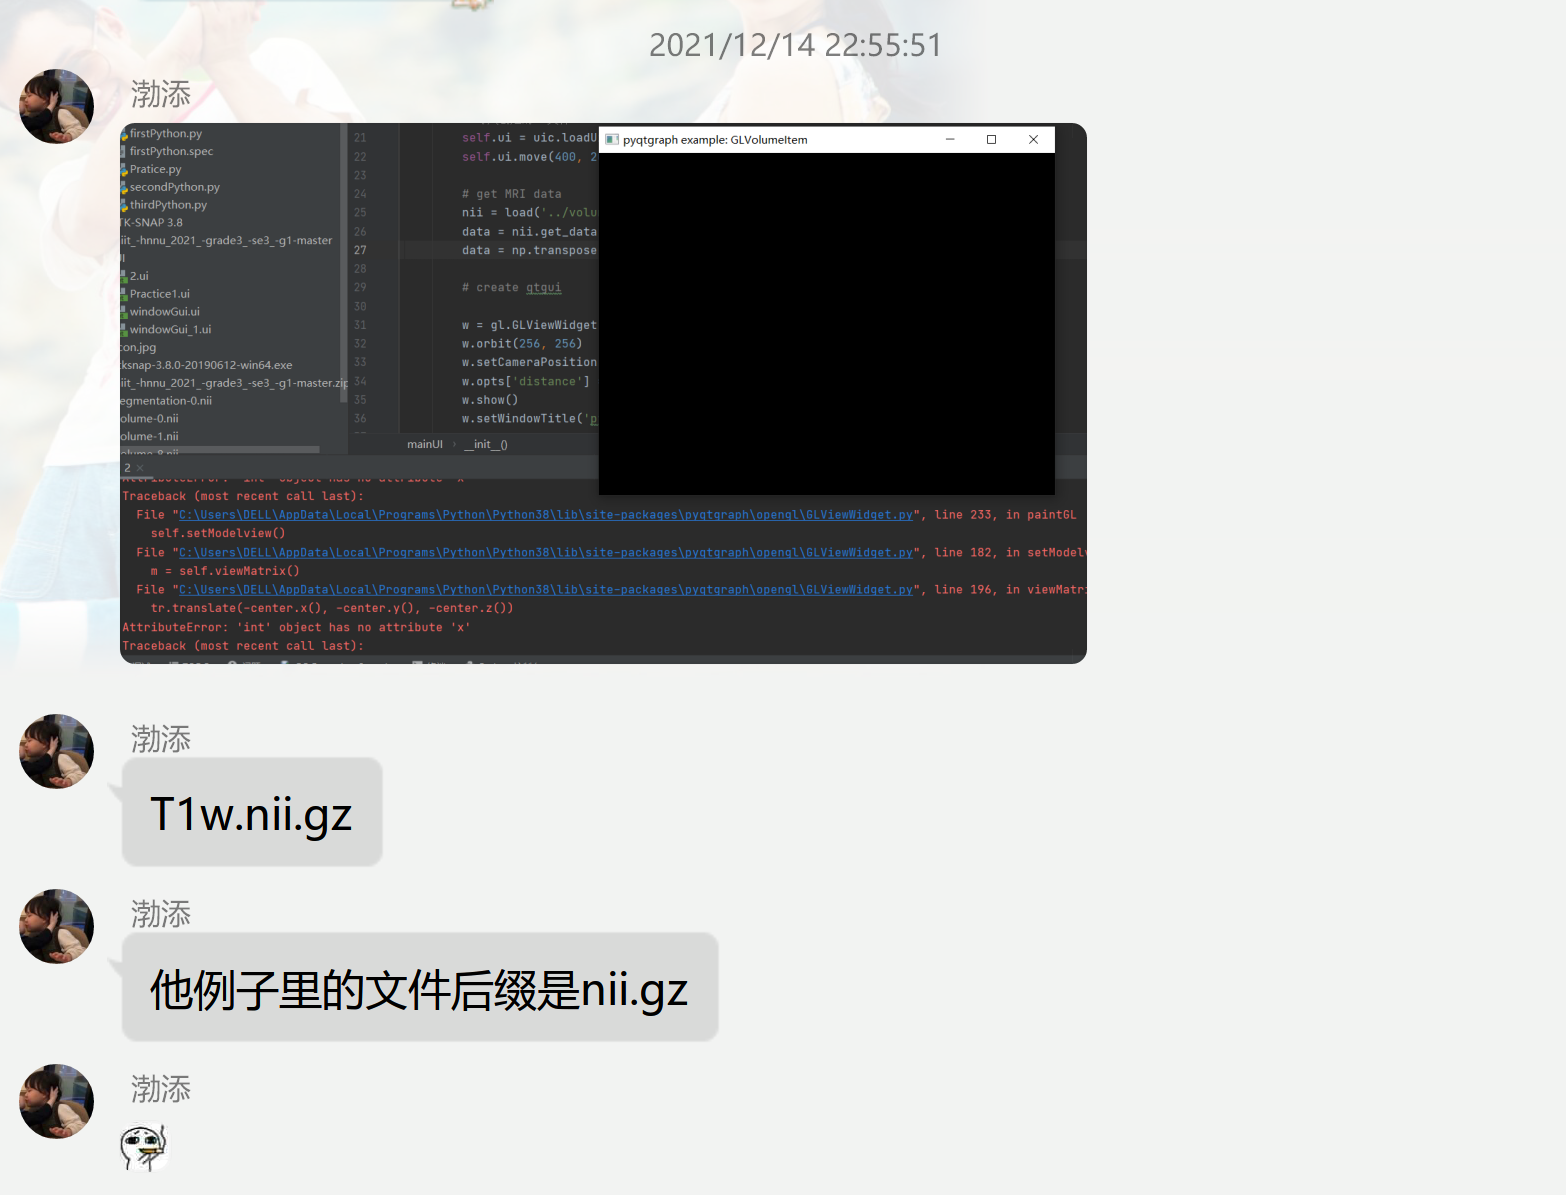 2021/12/14 22:55:51
渤添
firstPython.py
firstPython.spec
Pratice.py
secondPython.py
thirdPython.py
TK-SNAP 3.8
iit_-hnnu_2021_-grade3_-se3_-g1-master
2.ui
Practice1.ui
windowGui.ui
windowGui_1.ui
con.jpg
ksnap-3.8.0-20190612-win64.exe
iit_-hnnu_2021_-grade3_-se3_-g1-master.zip
egmentation-0.nii
olume-0.nii
olume-1.nii
olume-8.nii
21 self.ui = uic.loadU
22 self.ui.move(400, 2
23
24 # get MRI data
25 nii = load('../volu
26 data = nii.get_data
27 data = np.transpose
28
29 # create qtgui
30
31 w = gl.GLViewWidget
32 w.orbit(256, 256)
33 w.setCameraPosition
34 w.opts['distance']
35 w.show()
36 w.setWindowTitle('p
mainUI › __init__()
pyqtgraph example: GLVolumeItem
2 ×
AttributeError: 'int' object has no attribute 'x'
Traceback (most recent call last):
File "C:\Users\DELL\AppData\Local\Programs\Python\Python38\lib\site-packages\pyqtgraph\opengl\GLViewWidget.py", line 233, in paintGL
self.setModelview()
File "C:\Users\DELL\AppData\Local\Programs\Python\Python38\lib\site-packages\pyqtgraph\opengl\GLViewWidget.py", line 182, in setModelv
m = self.viewMatrix()
File "C:\Users\DELL\AppData\Local\Programs\Python\Python38\lib\site-packages\pyqtgraph\opengl\GLViewWidget.py", line 196, in viewMatri
tr.translate(-center.x(), -center.y(), -center.z())
AttributeError: 'int' object has no attribute 'x'
Traceback (most recent call last):
渤添
T1w.nii.gz
渤添
他例子里的文件后缀是nii.gz
渤添